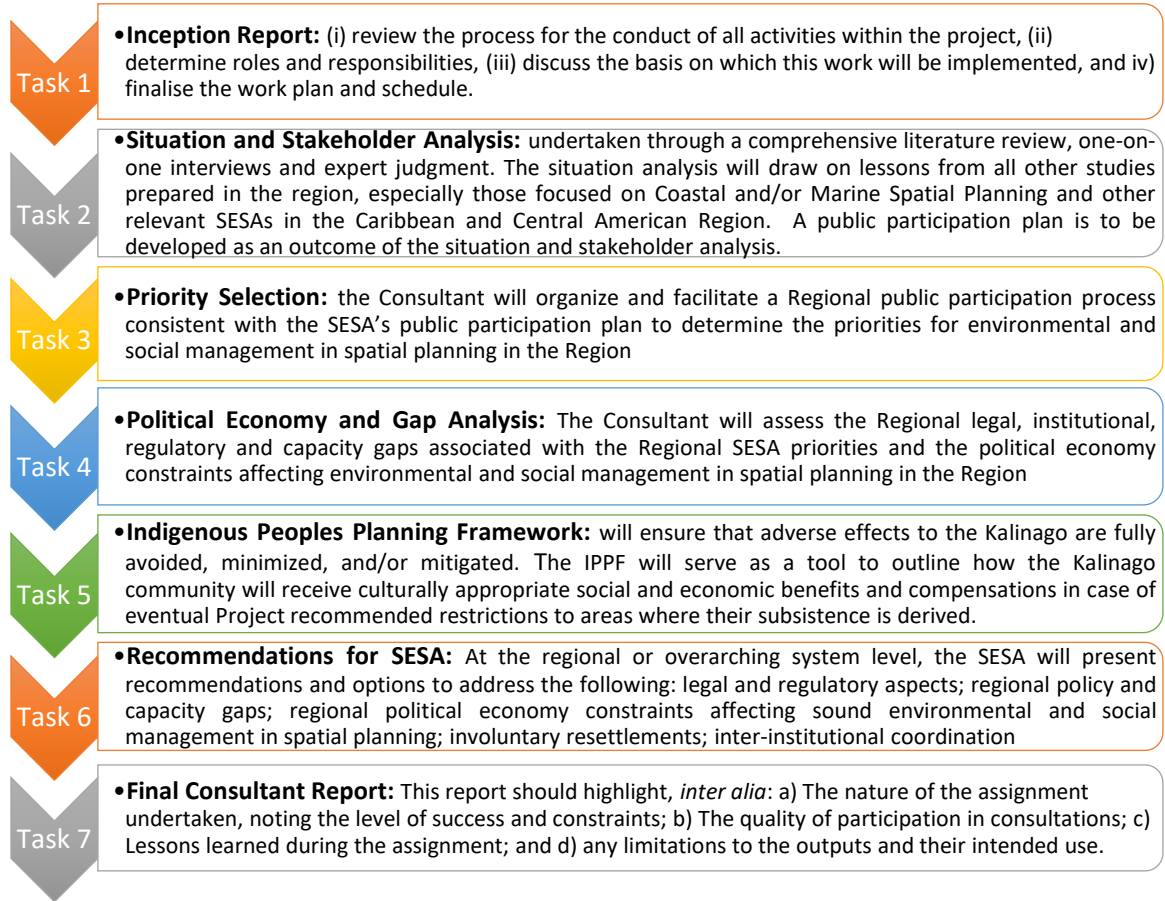 Task 1
•Inception Report: (i) review the process for the conduct of all activities within the project, (ii)
determine roles and responsibilities, (iii) discuss the basis on which this work will be implemented, and iv)
finalise the work plan and schedule.
Task 2
•Situation and Stakeholder Analysis: undertaken through a comprehensive literature review, one-on-
one interviews and expert judgment. The situation analysis will draw on lessons from all other studies
prepared in the region, especially those focused on Coastal and/or Marine Spatial Planning and other
relevant SESAs in the Caribbean and Central American Region. A public participation plan is to be
developed as an outcome of the situation and stakeholder analysis.
Task 3
•Priority Selection: the Consultant will organize and facilitate a Regional public participation process
consistent with the SESA's public participation plan to determine the priorities for environmental and
social management in spatial planning in the Region
Task 4
•Political Economy and Gap Analysis: The Consultant will assess the Regional legal, institutional,
regulatory and capacity gaps associated with the Regional SESA priorities and the political economy
constraints affecting environmental and social management in spatial planning in the Region
Task 5
•Indigenous Peoples Planning Framework: will ensure that adverse effects to the Kalinago are fully
avoided, minimized, and/or mitigated. The IPPF will serve as a tool to outline how the Kalinago
community will receive culturally appropriate social and economic benefits and compensations in case of
eventual Project recommended restrictions to areas where their subsistence is derived.
Task 6
•Recommendations for SESA: At the regional or overarching system level, the SESA will present
recommendations and options to address the following: legal and regulatory aspects; regional policy and
capacity gaps; regional political economy constraints affecting sound environmental and social
management in spatial planning; involuntary resettlements; inter-institutional coordination
Task 7
•Final Consultant Report: This report should highlight, inter alia: a) The nature of the assignment
undertaken, noting the level of success and constraints; b) The quality of participation in consultations; c)
Lessons learned during the assignment; and d) any limitations to the outputs and their intended use.